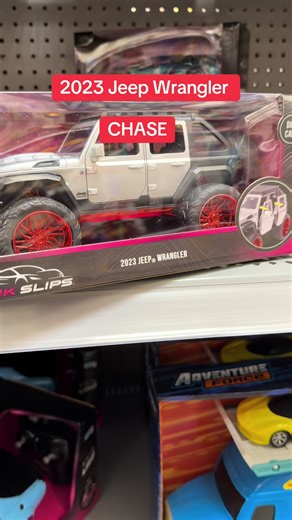 2023 Jeep Wrangler
CHASE
K SLIPS
2023 JEEP® WRANGLER
ADVENTURE
FORCE